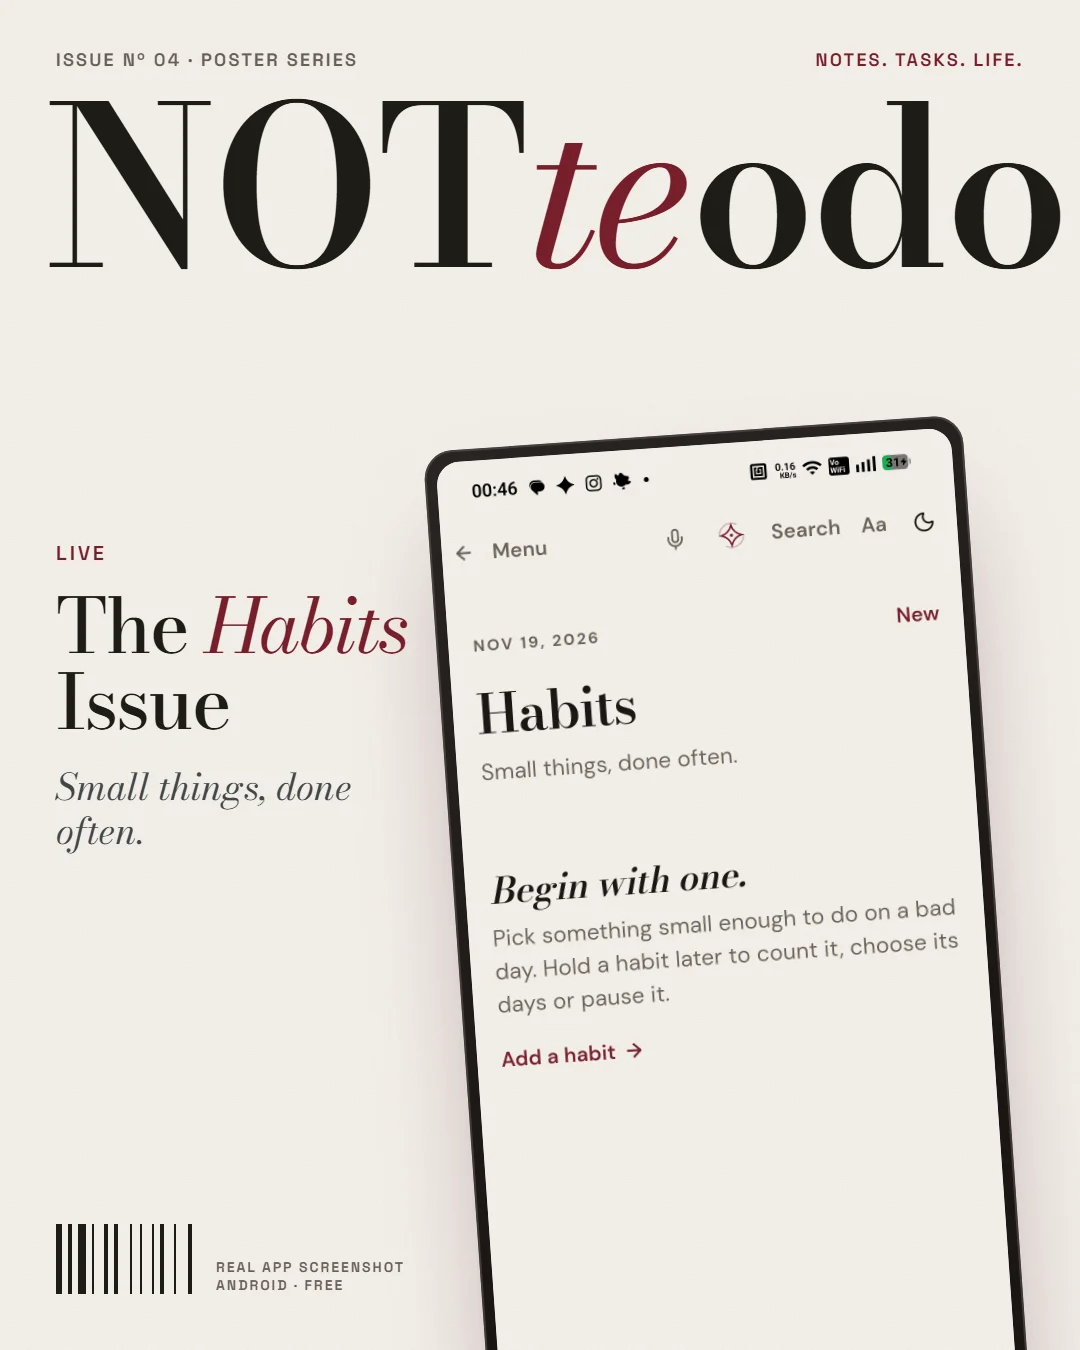 ISSUE Nº 04 · POSTER SERIES
NOTES. TASKS. LIFE.
NOTteodo
LIVE
The Habits
Issue
Small things, done
often.
00:46
0.16
KB/s
Vo
WiFi
31
Menu
Search
Aa
New
NOV 19, 2026
Habits
Small things, done often.
Begin with one.
Pick something small enough to do on a bad
day. Hold a habit later to count it, choose its
days or pause it.
Add a habit →
REAL APP SCREENSHOT
ANDROID · FREE